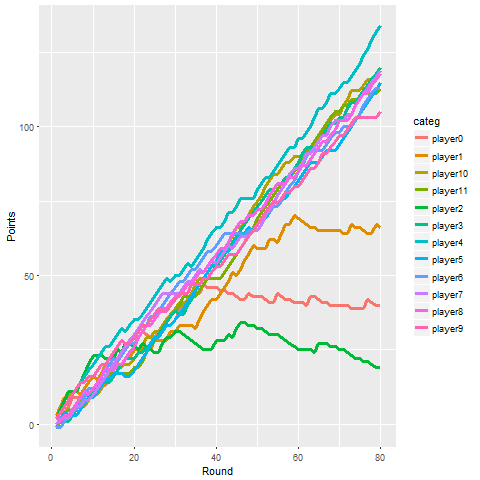 100
50
0
Points
0
20
40
60
80
Round
categ
player0
player1
player10
player11
player2
player3
player4
player5
player6
player7
player8
player9